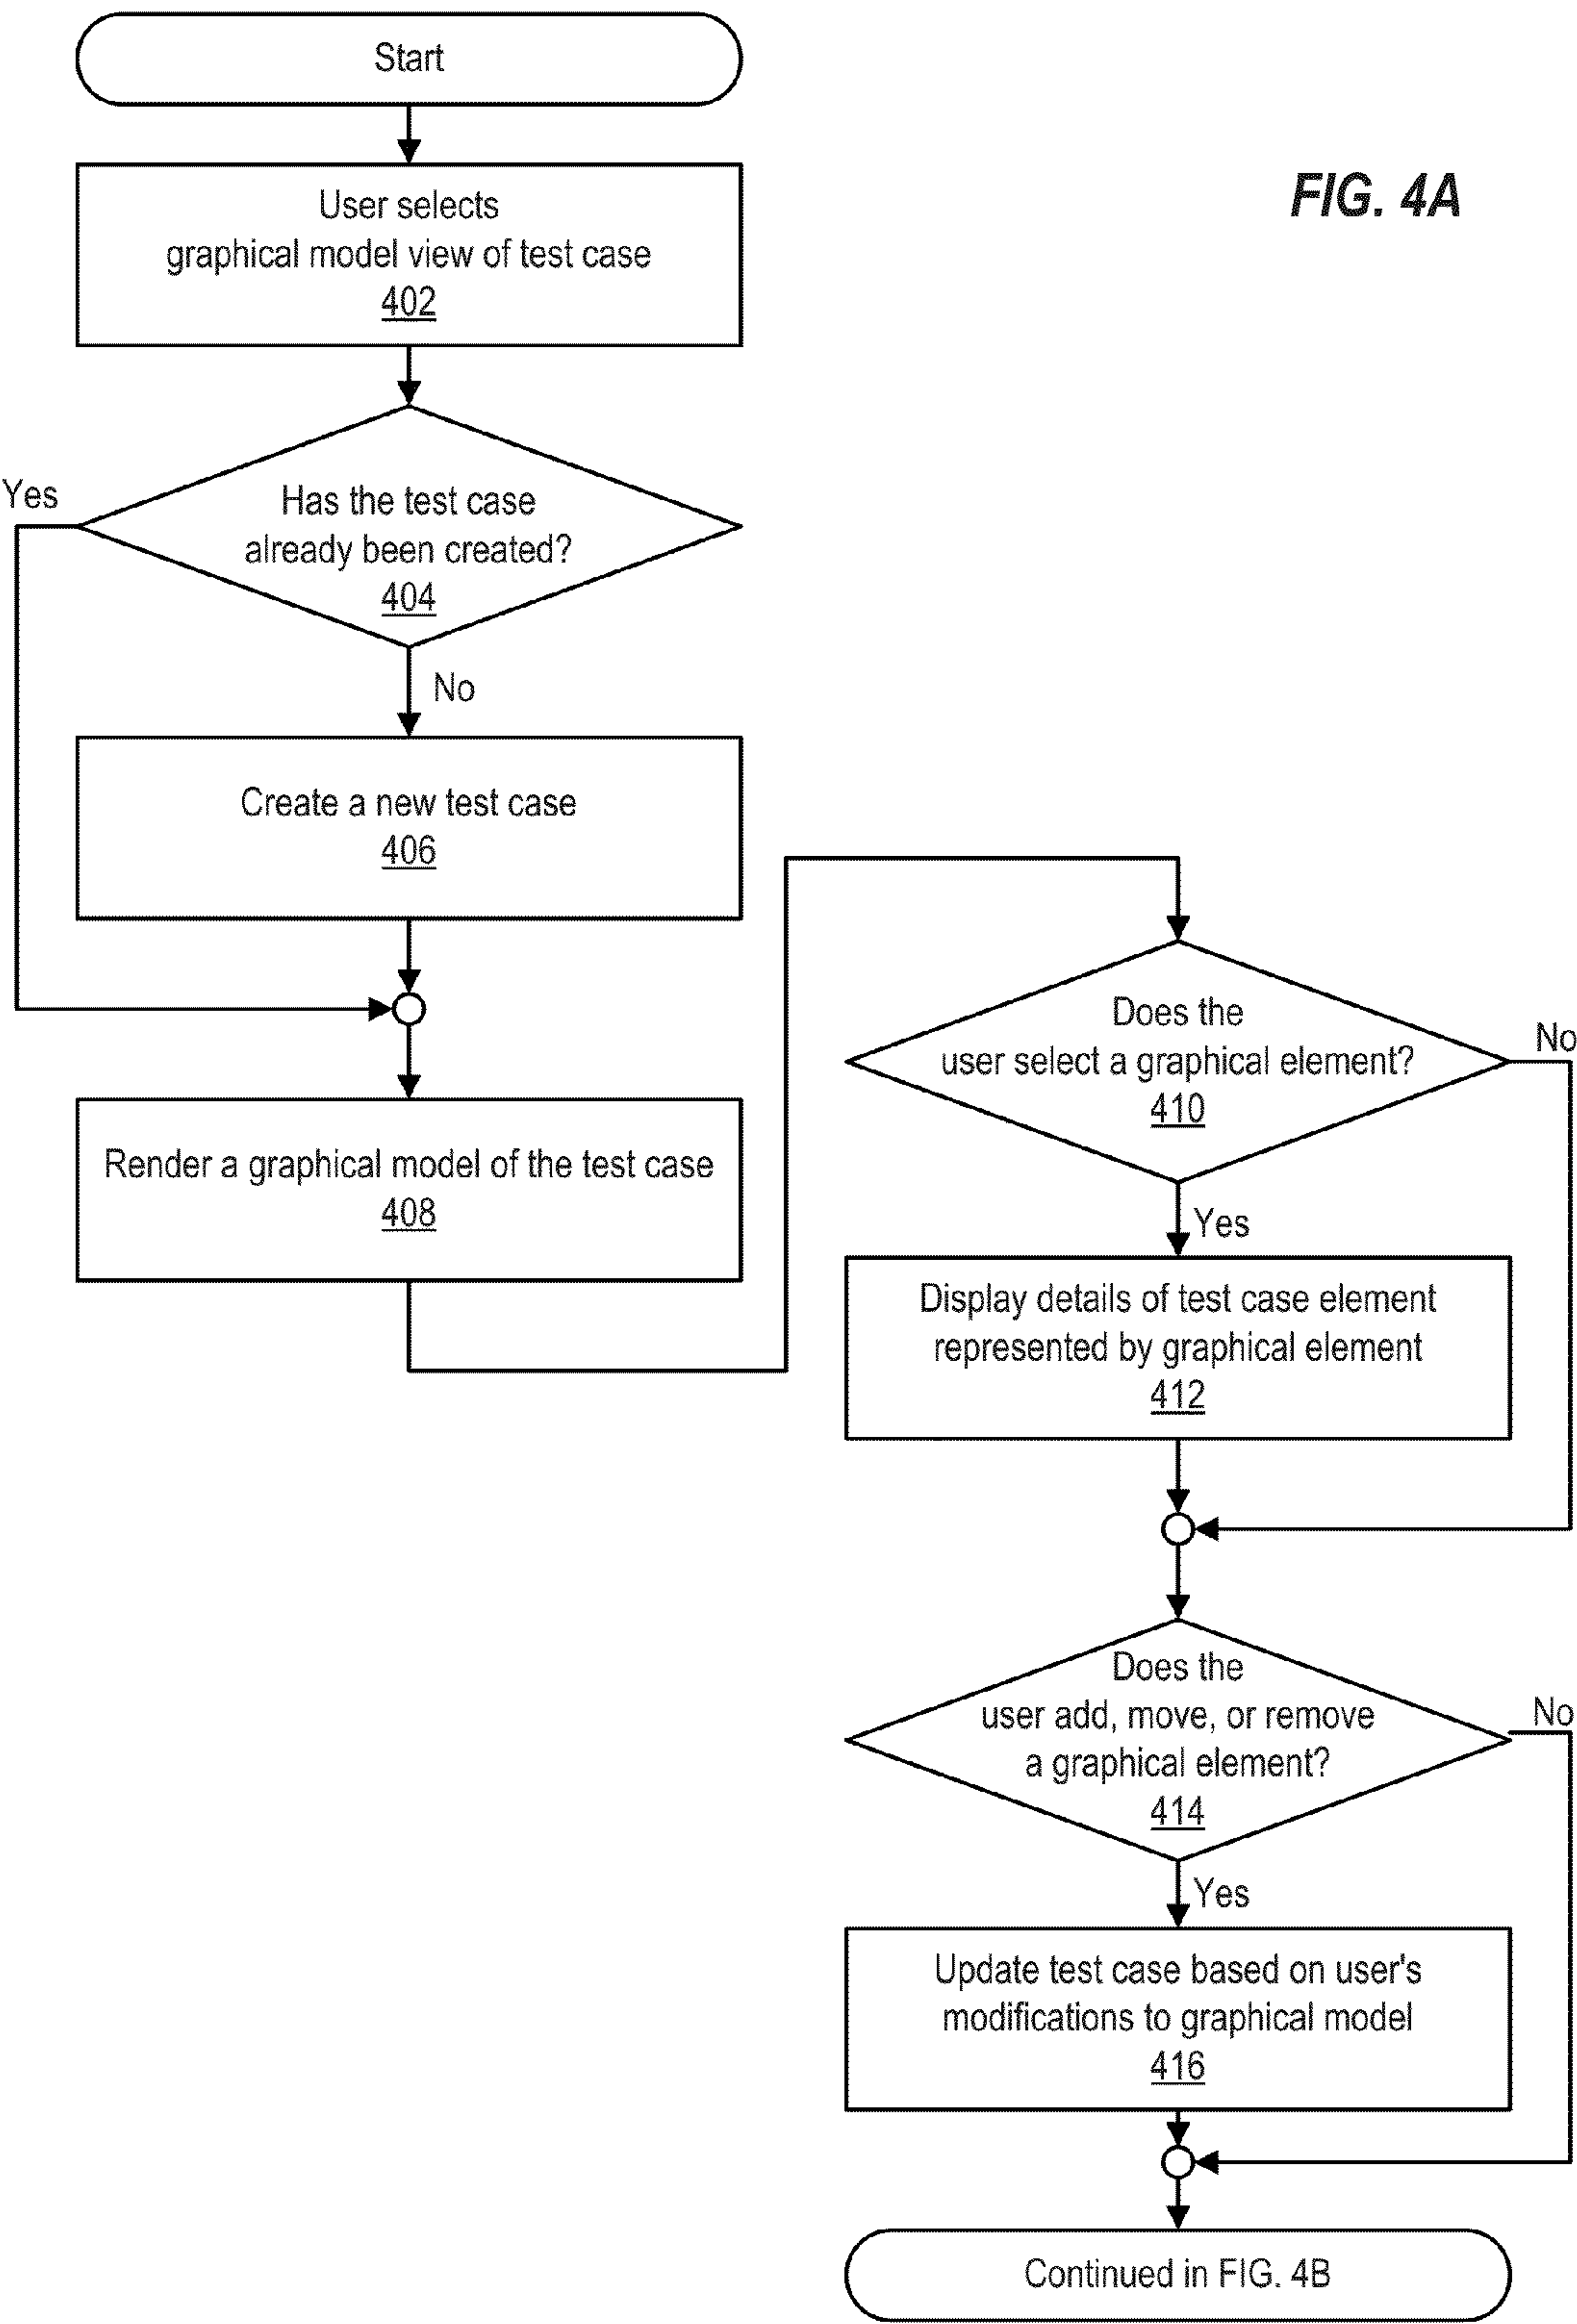 Start
FIG. 4A
User selects
graphical model view of test case
402
Has the test case
already been created?
404
Yes
No
Create a new test case
406
Render a graphical model of the test case
408
Does the
user select a graphical element?
410
No
Yes
Display details of test case element
represented by graphical element
412
Does the
user add, move, or remove
a graphical element?
414
No
Yes
Update test case based on user's
modifications to graphical model
416
Continued in FIG. 4B